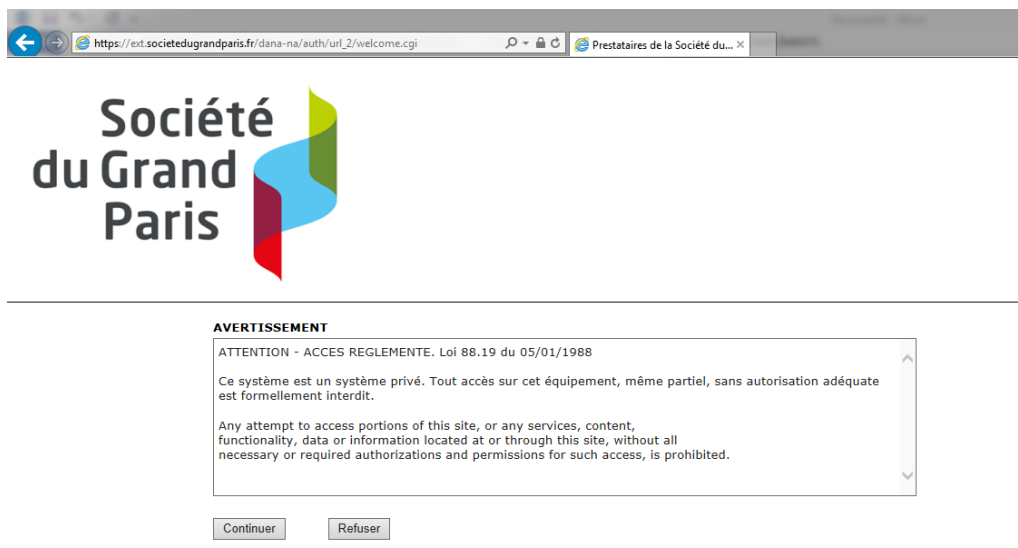 https://ext.societedugrandparis.fr/dana-na/auth/url_2/welcome.cgi
Prestataires de la Société du...
Société
du Grand
Paris
AVERTISSEMENT
ATTENTION - ACCES REGLEMENTE. Loi 88.19 du 05/01/1988
Ce système est un système privé. Tout accès sur cet équipement, même partiel, sans autorisation adéquate
est formellement interdit.
Any attempt to access portions of this site, or any services, content,
functionality, data or information located at or through this site, without all
necessary or required authorizations and permissions for such access, is prohibited.
Continuer Refuser